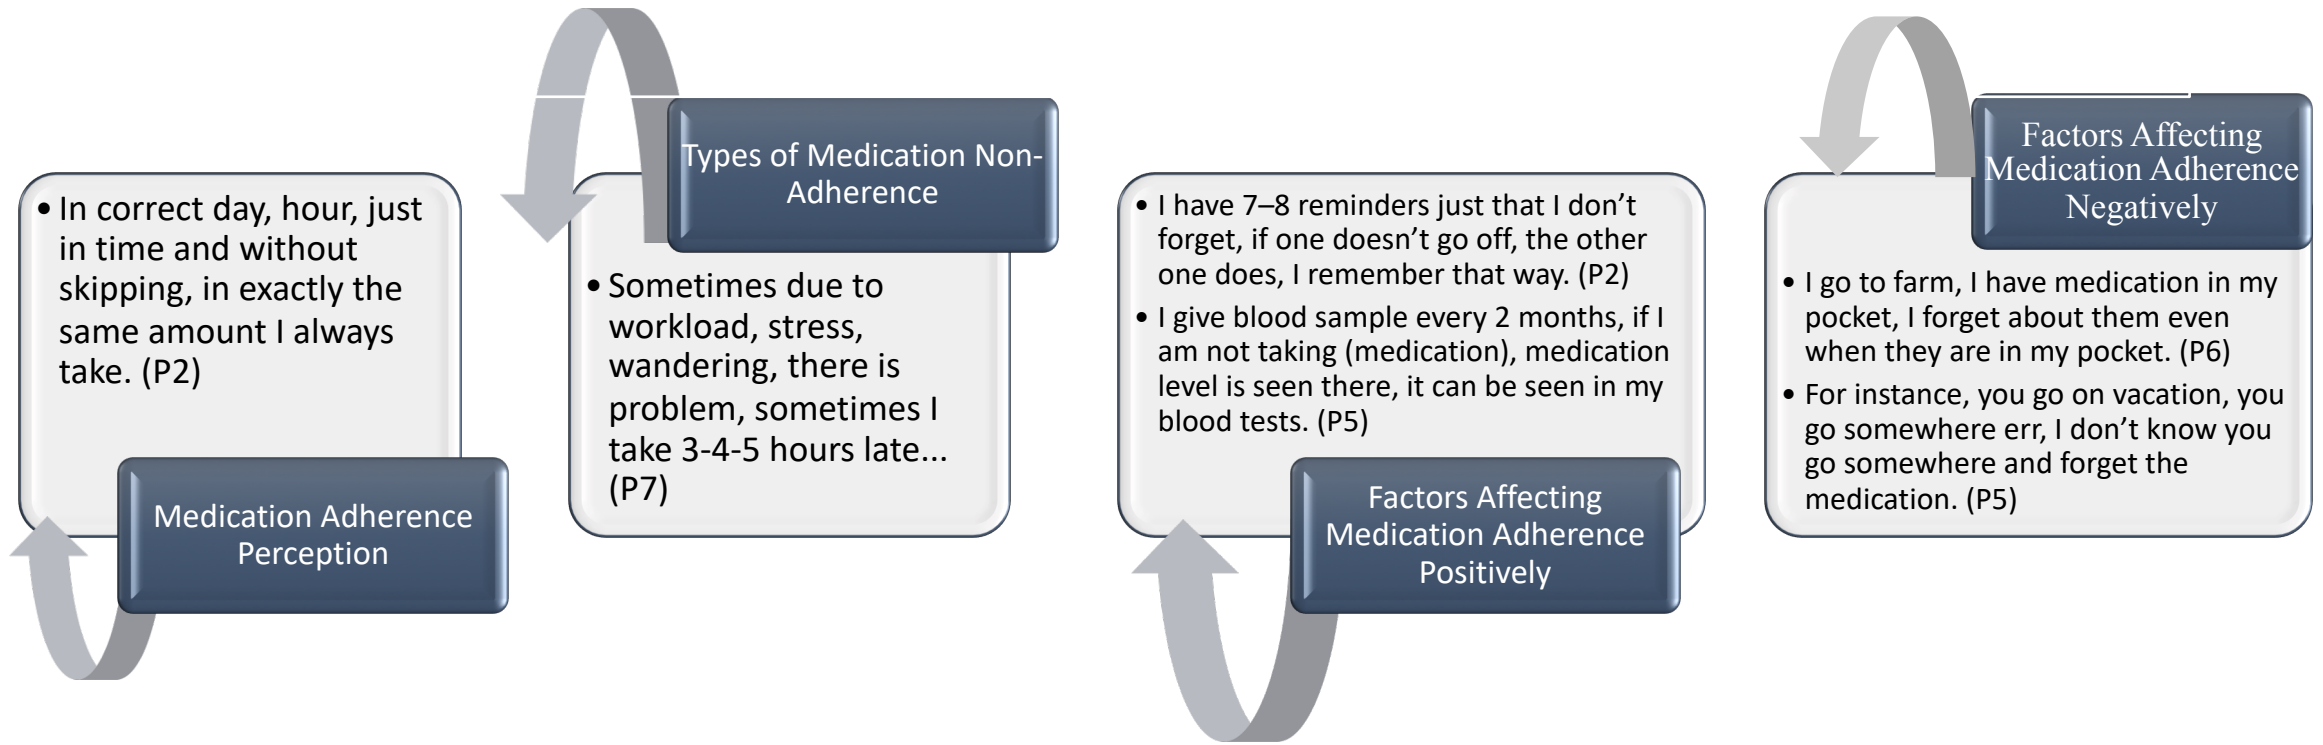 • In correct day, hour, just
in time and without
skipping, in exactly the
same amount I always
take. (P2)
Medication Adherence
Perception
Types of Medication Non-
Adherence
• Sometimes due to
workload, stress,
wandering, there is
problem, sometimes I
take 3-4-5 hours late...
(P7)
• I have 7–8 reminders just that I don’t
forget, if one doesn’t go off, the other
one does, I remember that way. (P2)
• I give blood sample every 2 months, if I
am not taking (medication), medication
level is seen there, it can be seen in my
blood tests. (P5)
Factors Affecting
Medication Adherence
Positively
Factors Affecting
Medication Adherence
Negatively
• I go to farm, I have medication in my
pocket, I forget about them even
when they are in my pocket. (P6)
• For instance, you go on vacation, you
go somewhere err, I don’t know you
go somewhere and forget the
medication. (P5)